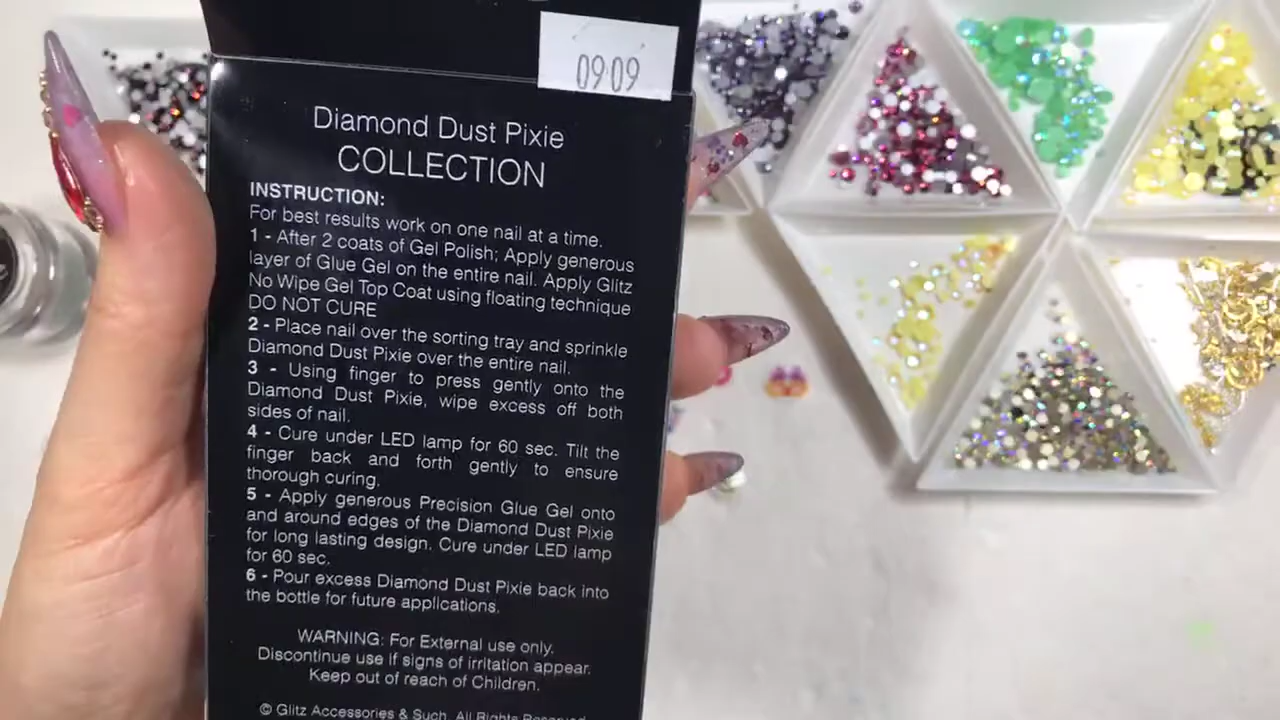 09:09
Diamond Dust Pixie
COLLECTION
INSTRUCTION:
For best results work on one nail at a time.
1 - After 2 coats of Gel Polish; Apply generous
layer of Glue Gel on the entire nail. Apply Glitz
No Wipe Gel Top Coat using floating technique
DO NOT CURE
2 - Place nail over the sorting tray and sprinkle
Diamond Dust Pixie over the entire nail.
3 - Using finger to press gently onto the
Diamond Dust Pixie, wipe excess off both
sides of nail.
4 - Cure under LED lamp for 60 sec. Tilt the
finger back and forth gently to ensure
thorough curing.
5 - Apply generous Precision Glue Gel onto
and around edges of the Diamond Dust Pixie
for long lasting design. Cure under LED lamp
for 60 sec.
6 - Pour excess Diamond Dust Pixie back into
the bottle for future applications.
WARNING: For External use only.
Discontinue use if signs of irritation appear.
Keep out of reach of Children.
© Glitz Accessories & Such. All Rights Reserved